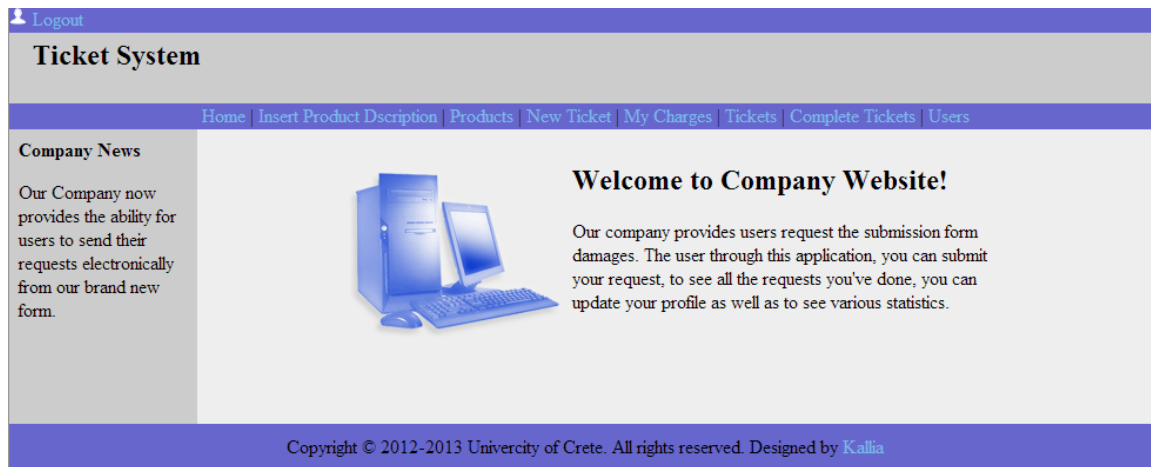 Logout
Ticket System
Home | Insert Product Dscription | Products | New Ticket | My Charges | Tickets | Complete Tickets | Users
Company News
Our Company now
provides the ability for
users to send their
requests electronically
from our brand new
form.
Welcome to Company Website!
Our company provides users request the submission form
damages. The user through this application, you can submit
your request, to see all the requests you've done, you can
update your profile as well as to see various statistics.
Copyright © 2012-2013 Univercity of Crete. All rights reserved. Designed by Kallia